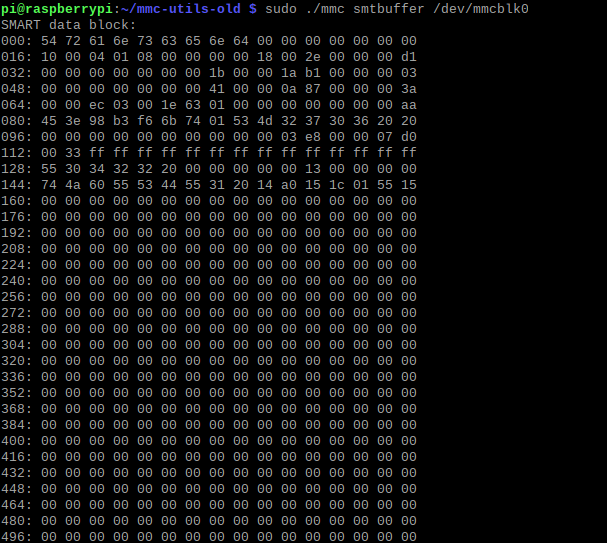 pi@raspberrypi:~/mmc-utils-old $ sudo ./mmc smtbuffer /dev/mmcblk0
SMART data block:
000: 54 72 61 6e 73 63 65 6e 64 00 00 00 00 00 00 00
016: 10 00 04 01 08 00 00 00 00 18 00 2e 00 00 00 d1
032: 00 00 00 00 00 00 00 1b 00 00 1a b1 00 00 00 03
048: 00 00 00 00 00 00 00 41 00 00 0a 87 00 00 00 3a
064: 00 00 ec 03 00 1e 63 01 00 00 00 00 00 00 00 aa
080: 45 3e 98 b3 f6 6b 74 01 53 4d 32 37 30 36 20 20
096: 00 00 00 00 00 00 00 00 00 00 03 e8 00 00 07 d0
112: 00 33 ff ff ff ff ff ff ff ff ff ff ff ff ff ff
128: 55 30 34 32 32 20 00 00 00 00 00 13 00 00 00 00
144: 74 4a 60 55 53 44 55 31 20 14 a0 15 1c 01 55 15
160: 00 00 00 00 00 00 00 00 00 00 00 00 00 00 00 00
176: 00 00 00 00 00 00 00 00 00 00 00 00 00 00 00 00
192: 00 00 00 00 00 00 00 00 00 00 00 00 00 00 00 00
208: 00 00 00 00 00 00 00 00 00 00 00 00 00 00 00 00
224: 00 00 00 00 00 00 00 00 00 00 00 00 00 00 00 00
240: 00 00 00 00 00 00 00 00 00 00 00 00 00 00 00 00
256: 00 00 00 00 00 00 00 00 00 00 00 00 00 00 00 00
272: 00 00 00 00 00 00 00 00 00 00 00 00 00 00 00 00
288: 00 00 00 00 00 00 00 00 00 00 00 00 00 00 00 00
304: 00 00 00 00 00 00 00 00 00 00 00 00 00 00 00 00
320: 00 00 00 00 00 00 00 00 00 00 00 00 00 00 00 00
336: 00 00 00 00 00 00 00 00 00 00 00 00 00 00 00 00
352: 00 00 00 00 00 00 00 00 00 00 00 00 00 00 00 00
368: 00 00 00 00 00 00 00 00 00 00 00 00 00 00 00 00
384: 00 00 00 00 00 00 00 00 00 00 00 00 00 00 00 00
400: 00 00 00 00 00 00 00 00 00 00 00 00 00 00 00 00
416: 00 00 00 00 00 00 00 00 00 00 00 00 00 00 00 00
432: 00 00 00 00 00 00 00 00 00 00 00 00 00 00 00 00
448: 00 00 00 00 00 00 00 00 00 00 00 00 00 00 00 00
464: 00 00 00 00 00 00 00 00 00 00 00 00 00 00 00 00
480: 00 00 00 00 00 00 00 00 00 00 00 00 00 00 00 00
496: 00 00 00 00 00 00 00 00 00 00 00 00 00 00 00 00